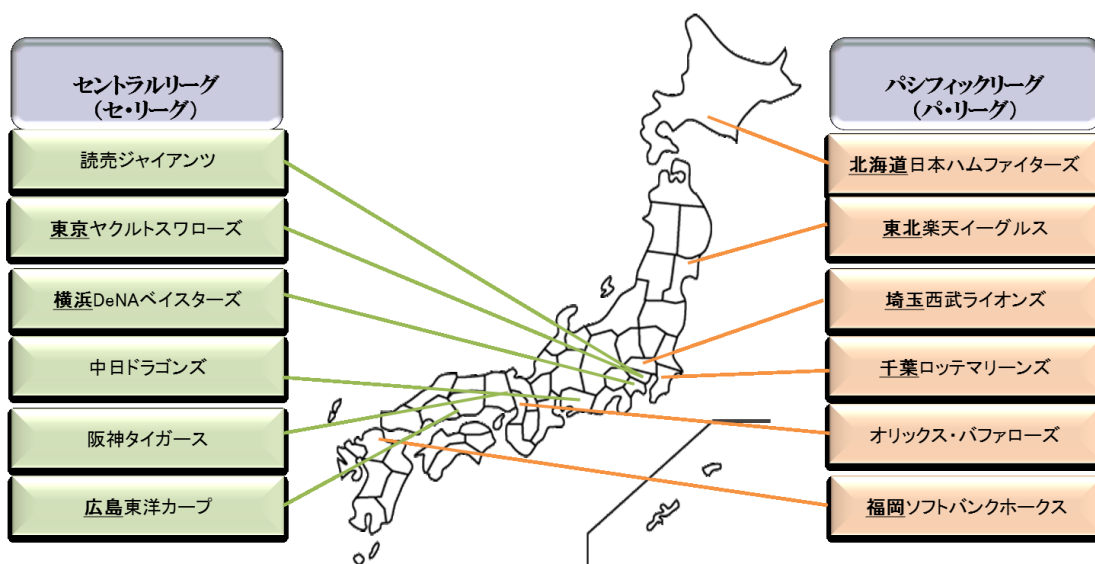 セントラルリーグ
(セ・リーグ)
読売ジャイアンツ
東京ヤクルトスワローズ
横浜DeNAベイスターズ
中日ドラゴンズ
阪神タイガース
広島東洋カープ
パシフィックリーグ
(パ・リーグ)
北海道日本ハムファイターズ
東北楽天イーグルス
埼玉西武ライオンズ
千葉ロッテマリーンズ
オリックス・バファローズ
福岡ソフトバンクホークス